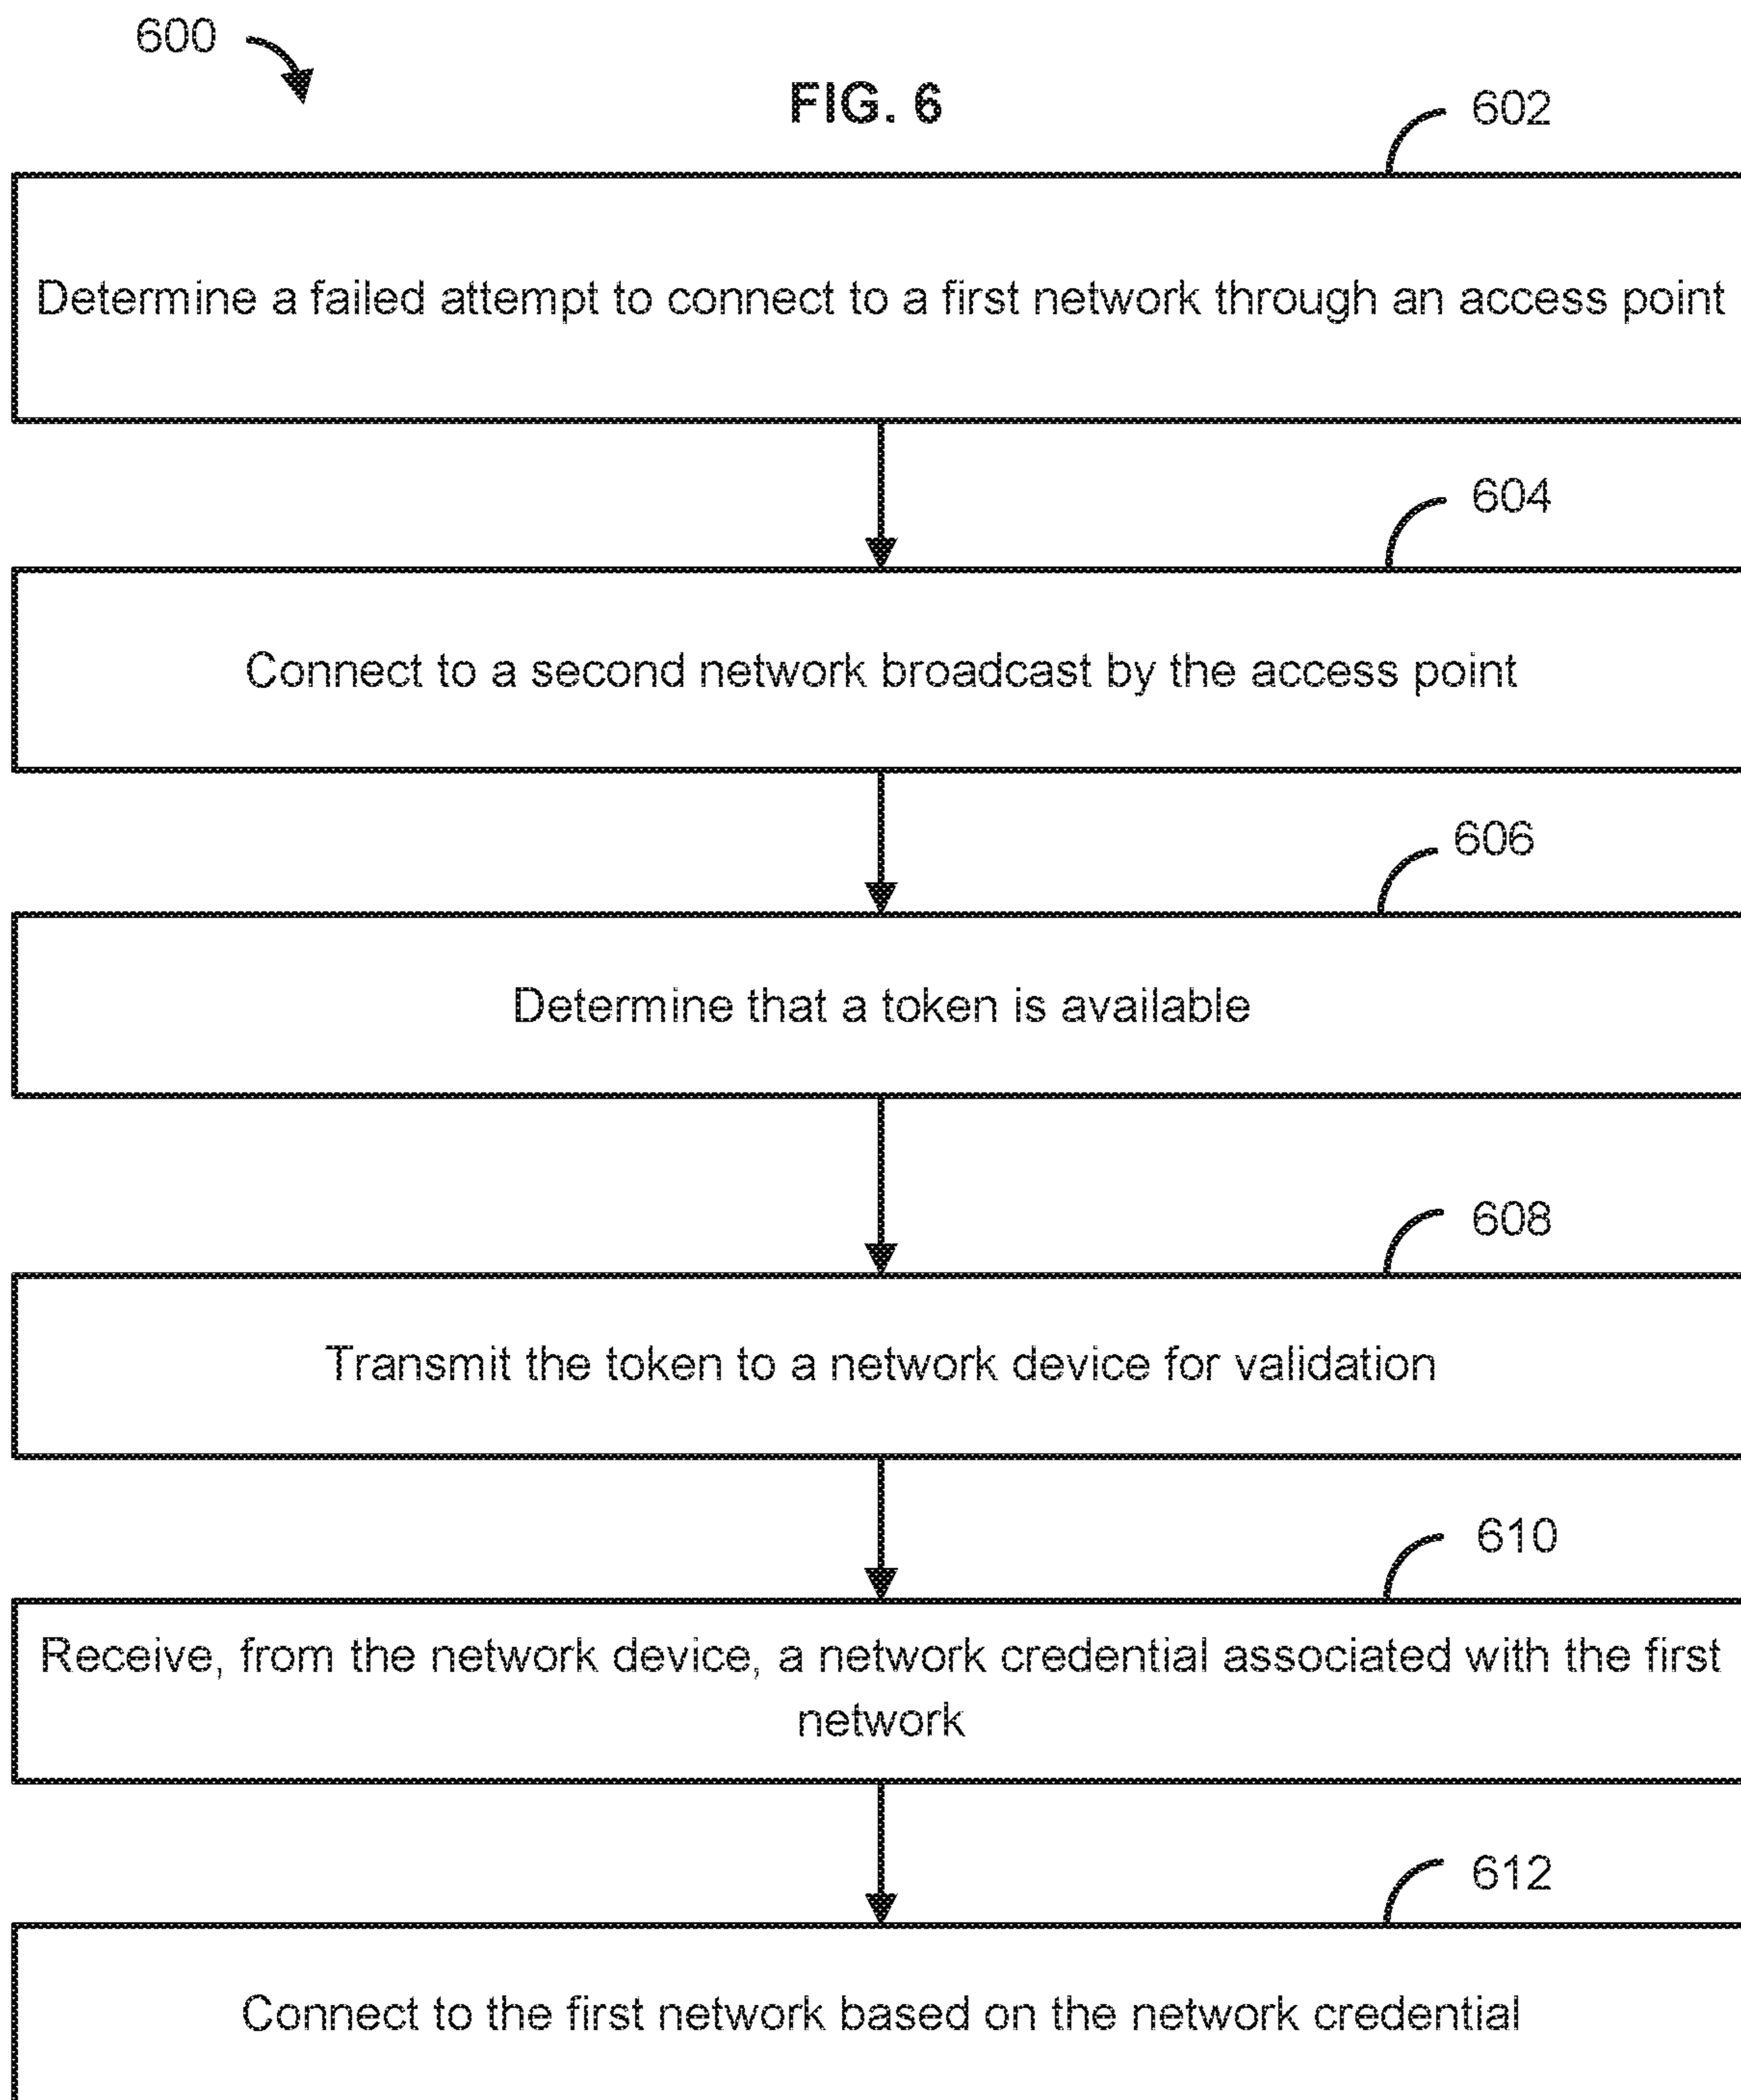 600
FIG. 6
602
Determine a failed attempt to connect to a first network through an access point
604
Connect to a second network broadcast by the access point
606
Determine that a token is available
608
Transmit the token to a network device for validation
610
Receive, from the network device, a network credential associated with the first
network
612
Connect to the first network based on the network credential